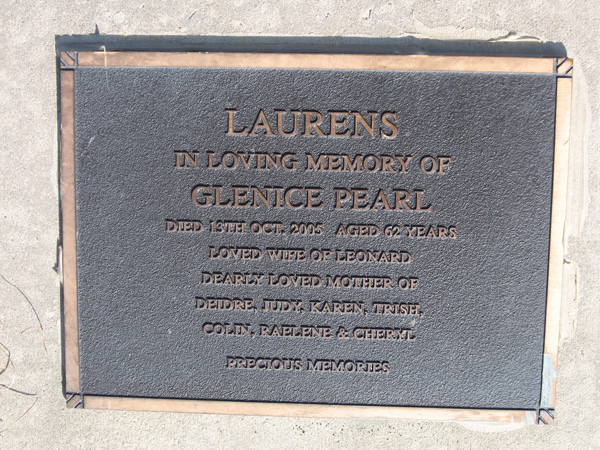 LAURENS
IN LOVING MEMORY OF
GLENICE PEARL
DIED 13TH OCT. 2005 AGED 62 YEARS
LOVED WIFE OF LEONARD
DEARLY LOVED MOTHER OF
DEIDRE, JUDY, KAREN, TRISH,
COLIN, RAELENE & CHERYL
PRECIOUS MEMORIES